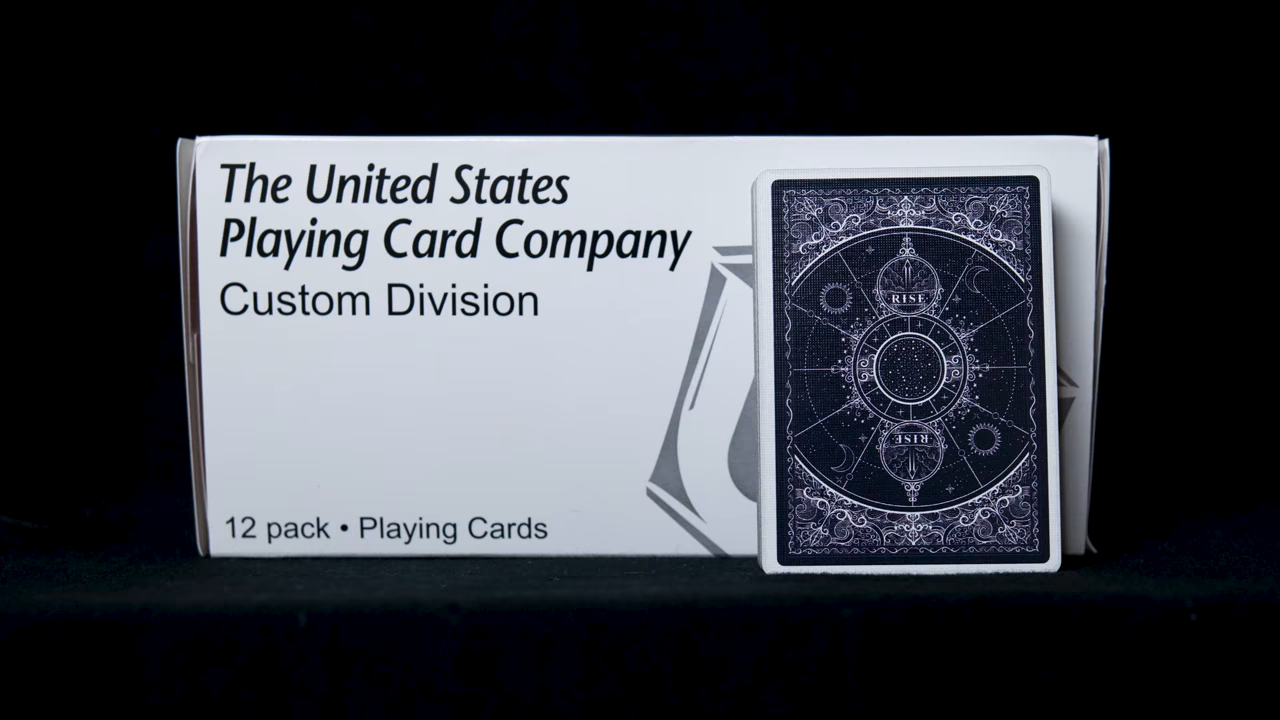 The United States
Playing Card Company
Custom Division
12 pack • Playing Cards
RISE
RISE